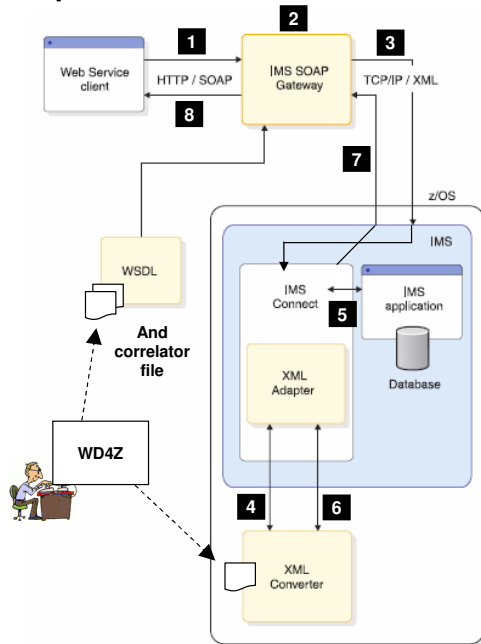 1
2
3
Web Service
client
HTTP / SOAP
IMS SOAP
Gateway
TCP/IP / XML
8
7
z/OS
IMS
WSDL
IMS
Connect
5
IMS
application
And
correlator
file
Database
XML
Adapter
WD4Z
4
6
XML
Converter